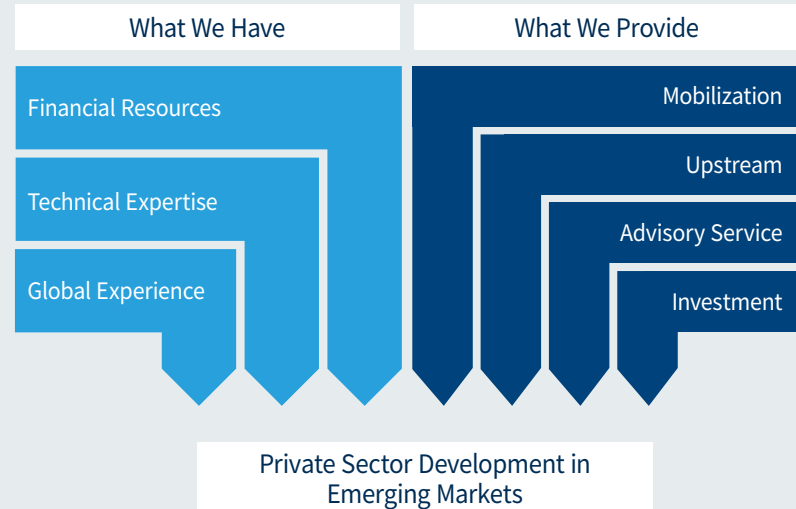 What We Have
What We Provide
Financial Resources
Technical Expertise
Global Experience
Mobilization
Upstream
Advisory Service
Investment
Private Sector Development in
Emerging Markets